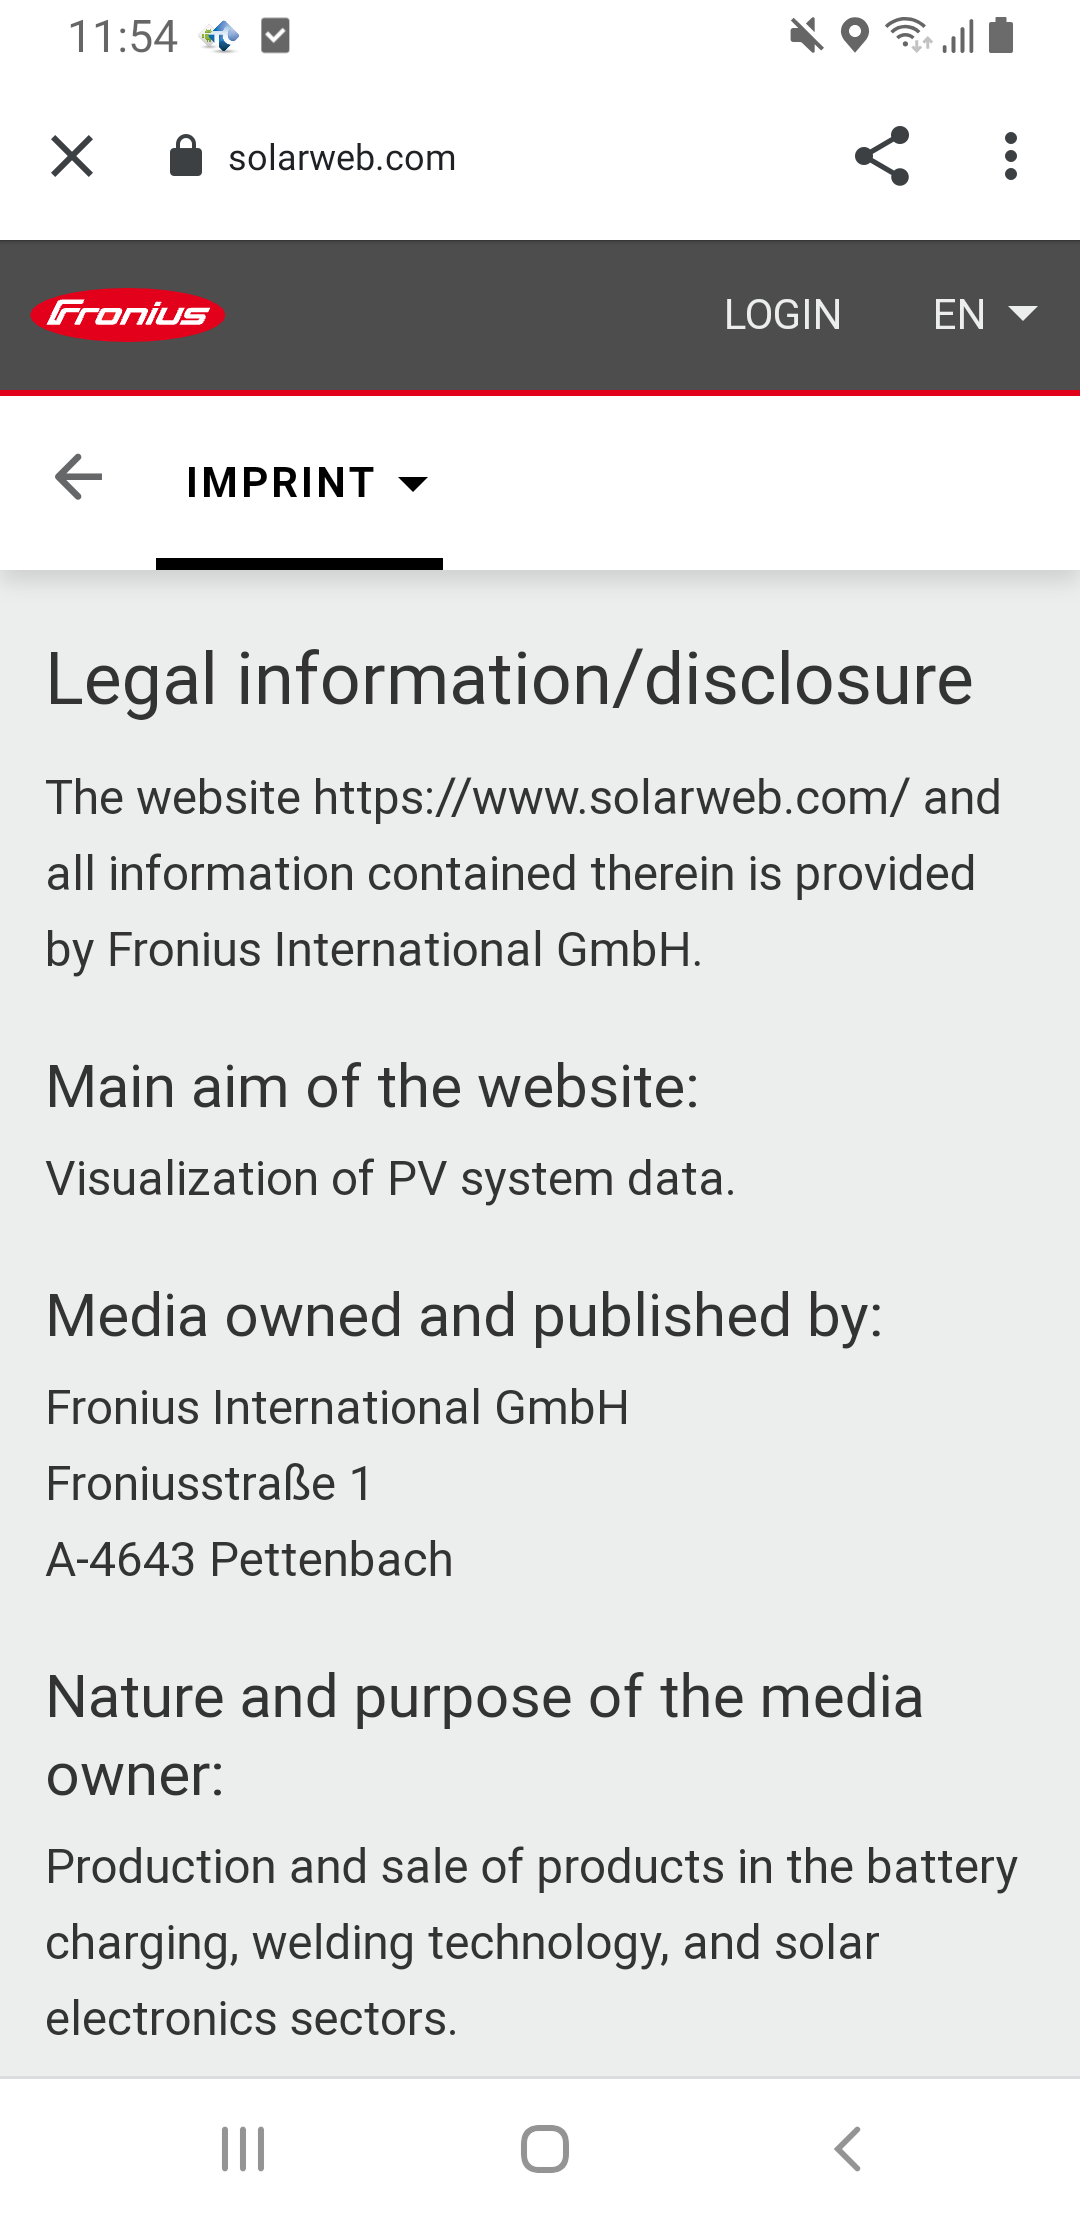 11:54
solarweb.com
Fronius
LOGIN
EN
IMPRINT
Legal information/disclosure
The website https://www.solarweb.com/ and
all information contained therein is provided
by Fronius International GmbH.
Main aim of the website:
Visualization of PV system data.
Media owned and published by:
Fronius International GmbH
Froniusstraße 1
A-4643 Pettenbach
Nature and purpose of the media
owner:
Production and sale of products in the battery
charging, welding technology, and solar
electronics sectors.